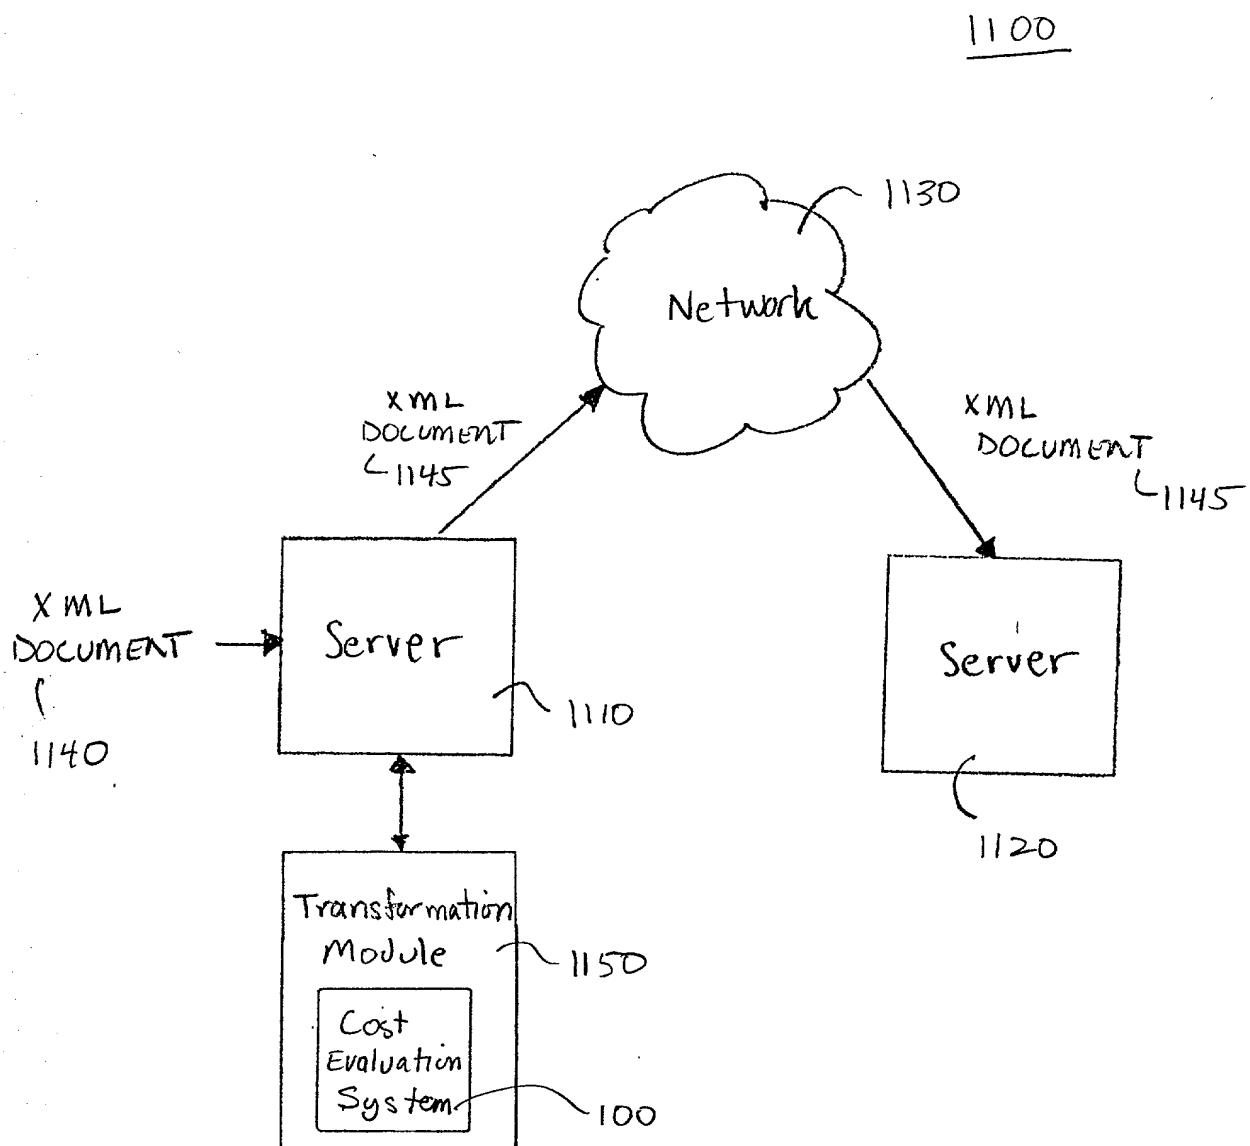 1100
1130
Network
XML
DOCUMENT
1145
XML
DOCUMENT
1145
XML
DOCUMENT
1140
Server
1110
Server
1120
Transformation
Module
1150
Cost
Evaluation
System
100